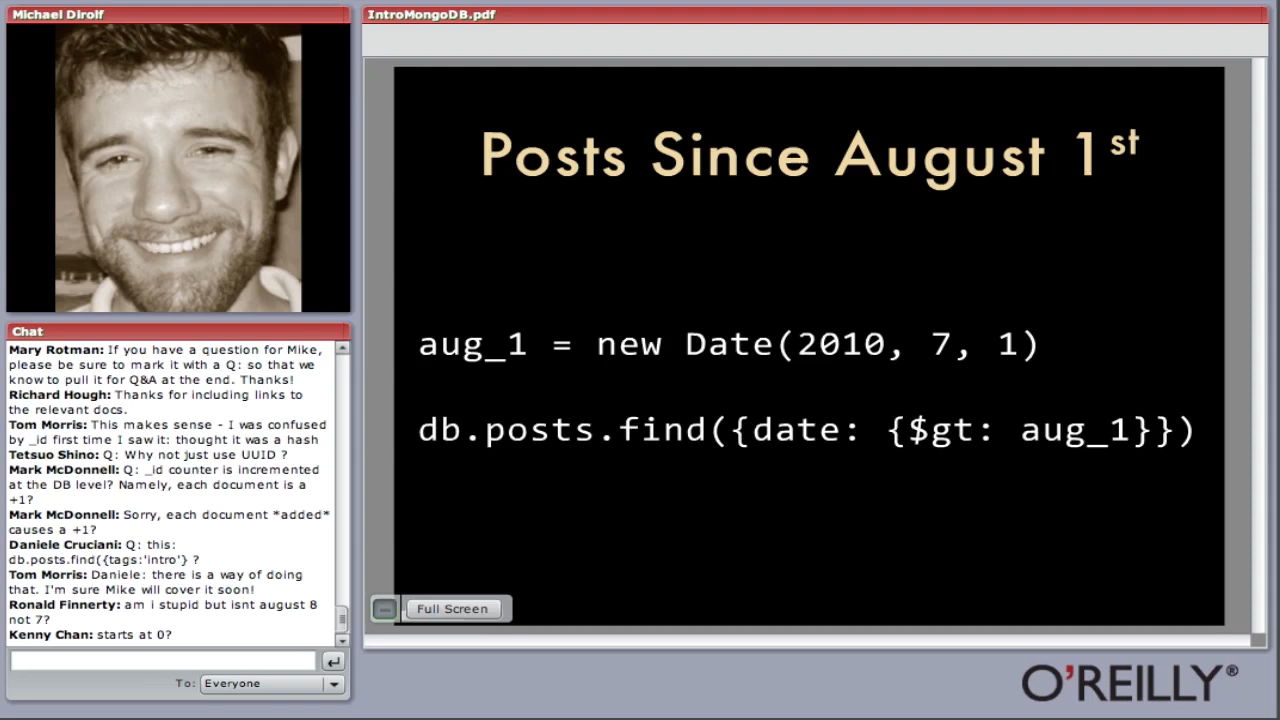 Michael Dirolf
IntroMongoDB.pdf
Posts Since August 1st
aug_1 = new Date(2010, 7, 1)
db.posts.find({date: {$gt: aug_1}})
Chat
Mary Rotman: If you have a question for Mike,
please be sure to mark it with a Q: so that we
know to pull it for Q&A at the end. Thanks!
Richard Hough: Thanks for including links to
the relevant docs.
Tom Morris: This makes sense - I was confused
by _id first time I saw it: thought it was a hash
Tetsuo Shino: Q: Why not just use UUID ?
Mark McDonnell: Q: _id counter is incremented
at the DB level? Namely, each document is a
+1?
Mark McDonnell: Sorry, each document *added*
causes a +1?
Daniele Cruciani: Q: this:
db.posts.find({tags:'intro'} ?
Tom Morris: Daniele: there is a way of doing
that. I'm sure Mike will cover it soon!
Ronald Finnerty: am i stupid but isnt august 8
not 7?
Kenny Chan: starts at 0?
To: Everyone
Full Screen
O'REILLY®